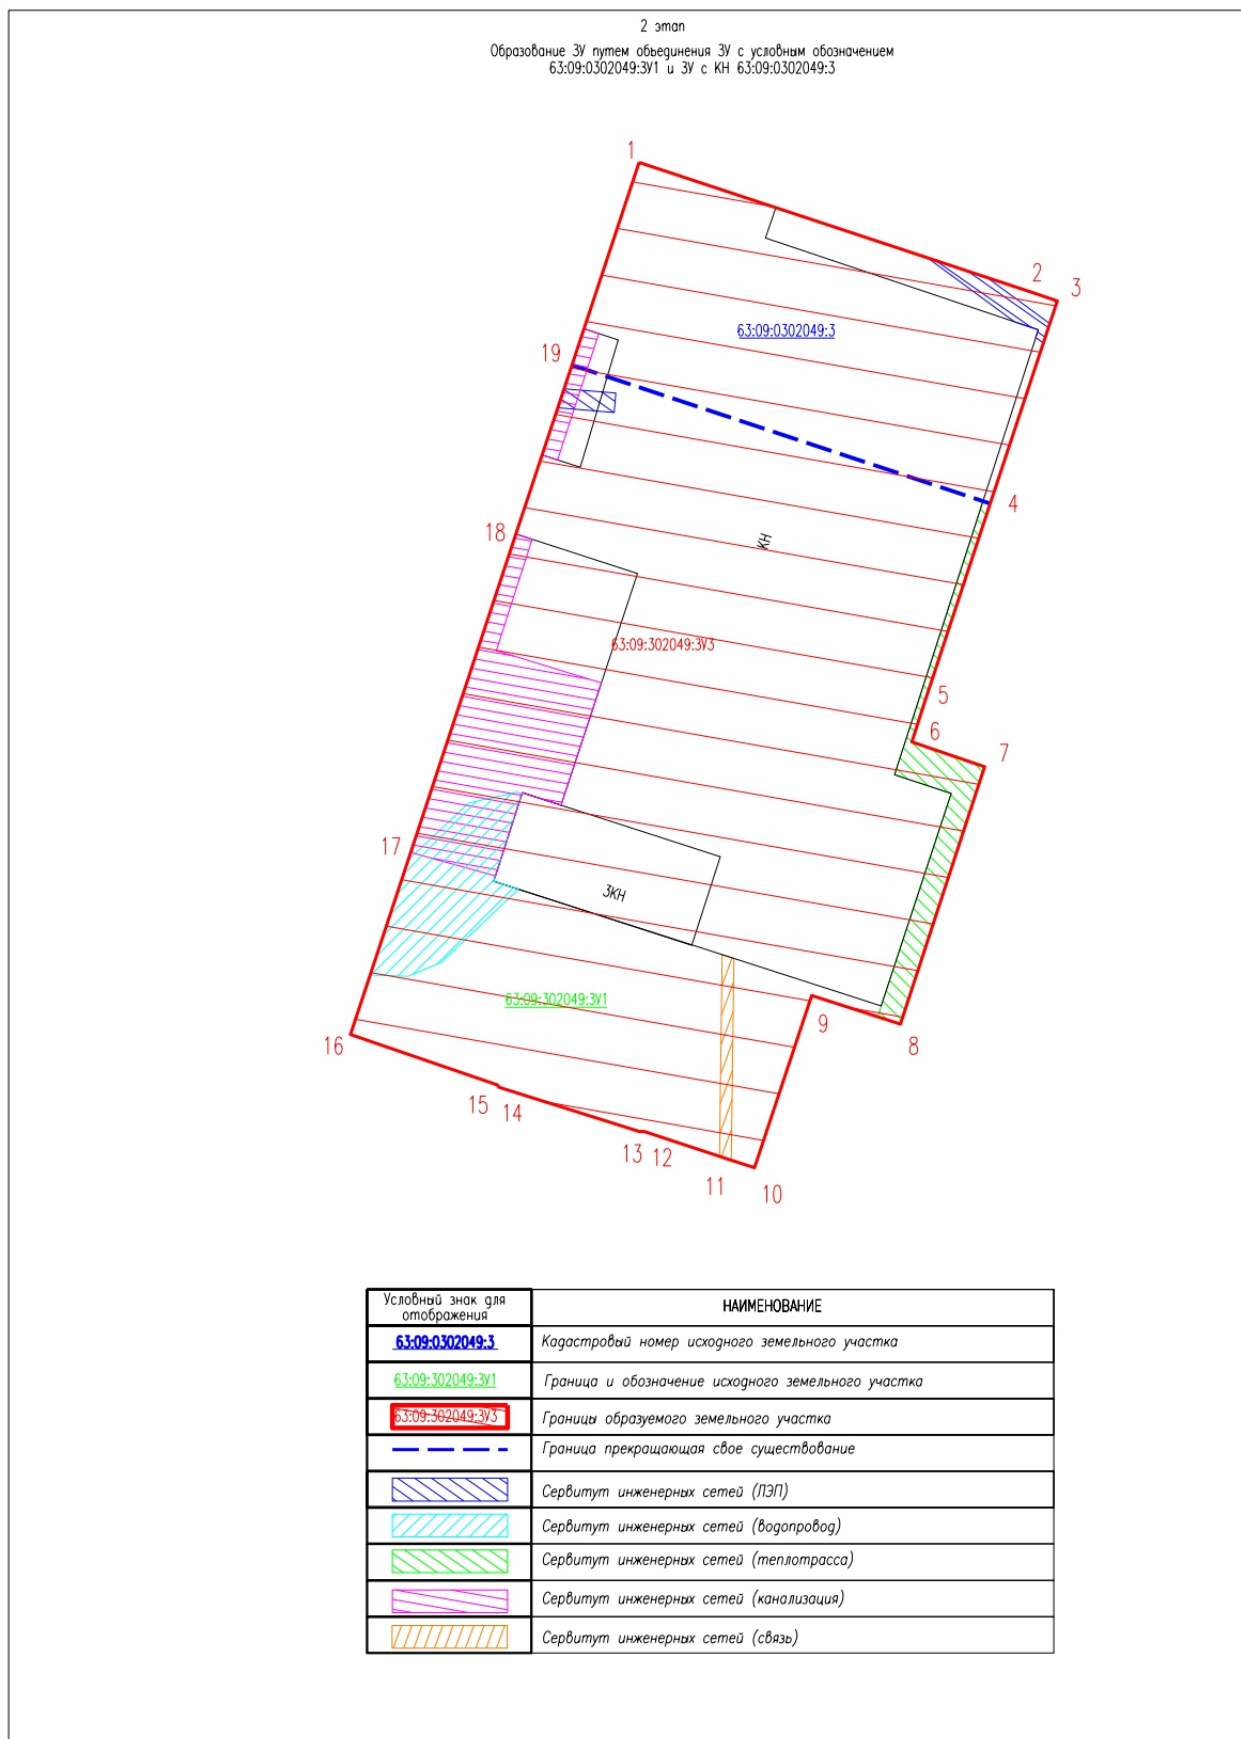 2 этап
Образование ЗУ путем объединения ЗУ с условным обозначением
63:09:0302049:ЗУ1 и ЗУ с КН 63:09:0302049:3
1
2
3
63:09:0302049:3
19
4
КН
18
63:09:302049:ЗУ3
5
6
7
17
3КН
63:09:302049:ЗУ1
9
8
16
15
14
13
12
11
10
Условный знак для
отображения
НАИМЕНОВАНИЕ
63:09:0302049:3
Кадастровый номер исходного земельного участка
63:09:302049:ЗУ1
Граница и обозначение исходного земельного участка
63:09:302049:ЗУ3
Границы образуемого земельного участка
Граница прекращающая свое существование
Сервитут инженерных сетей (ЛЭП)
Сервитут инженерных сетей (водопровод)
Сервитут инженерных сетей (теплотрасса)
Сервитут инженерных сетей (канализация)
Сервитут инженерных сетей (связь)